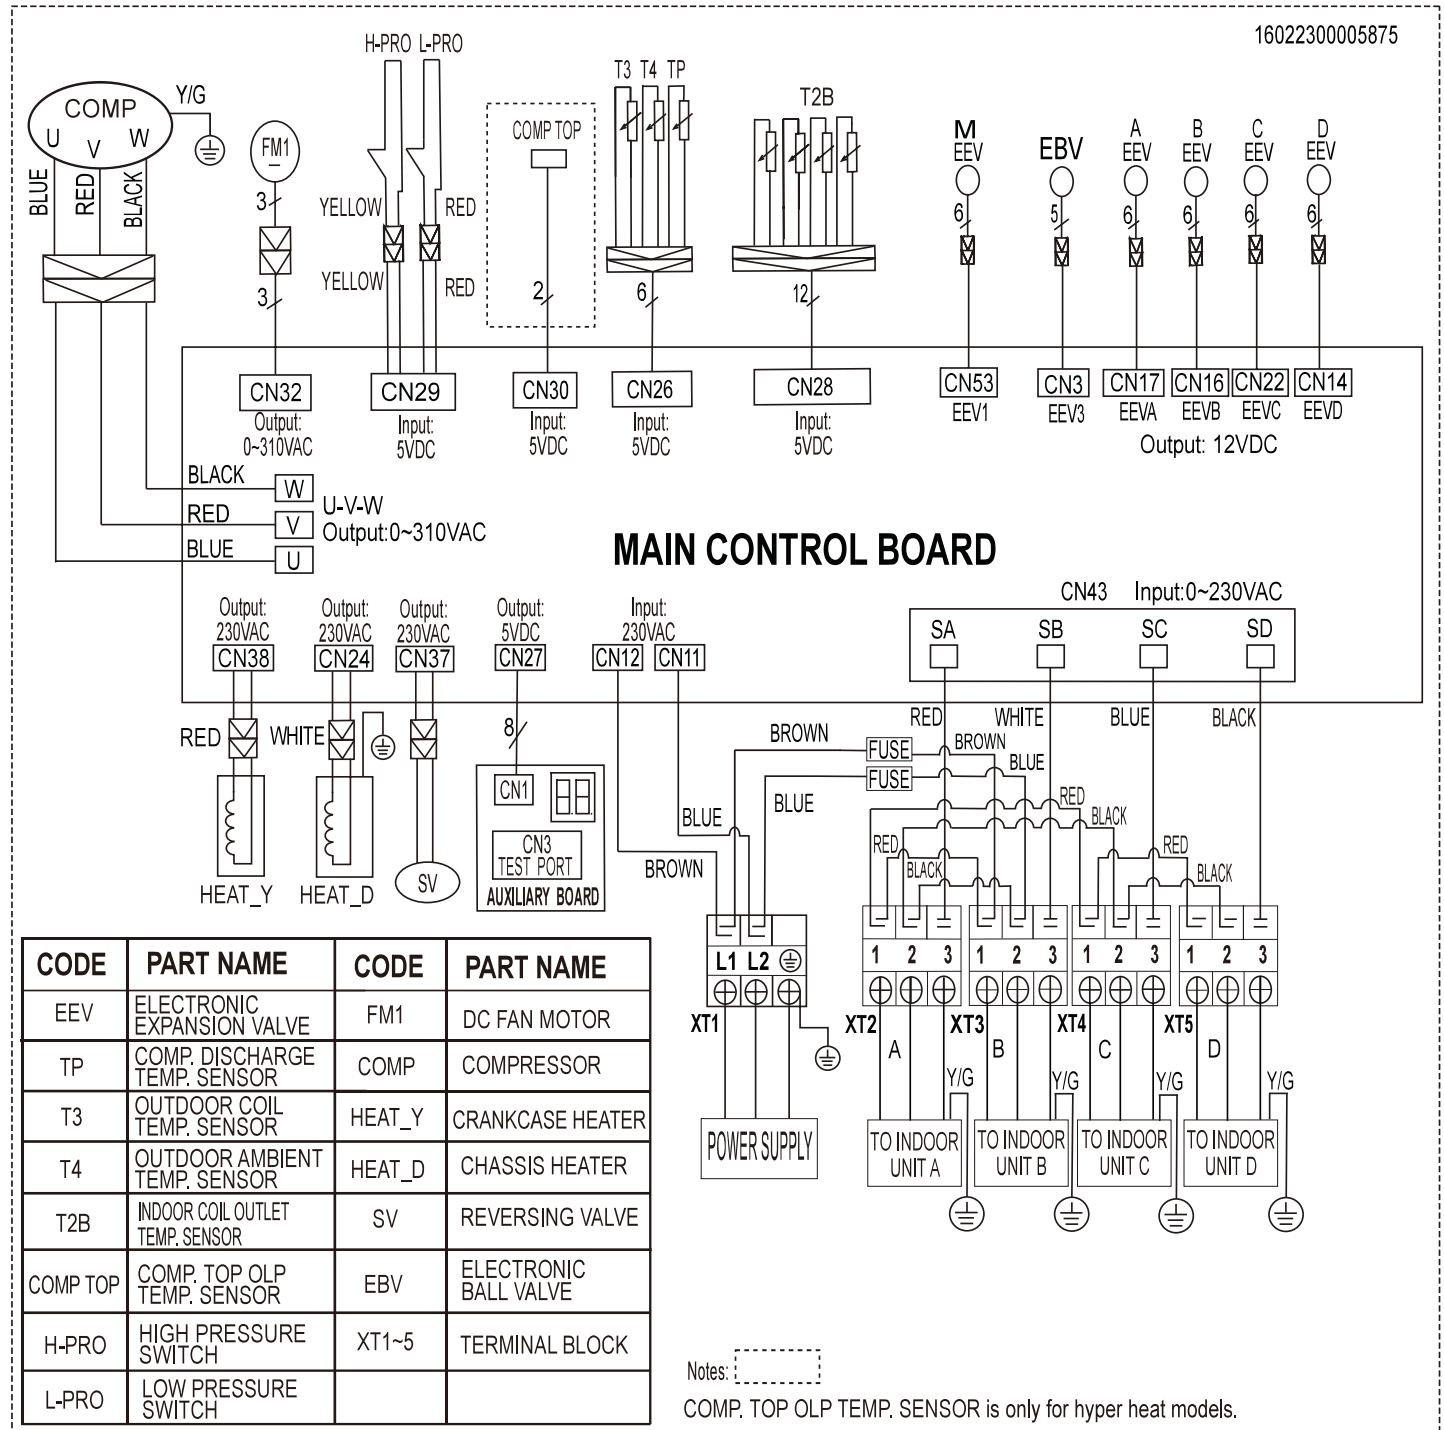 16022300005875
H-PRO L-PRO
T3 T4 TP
T2B
COMP
U V W
Y/G
FM1
COMP TOP
M
EEV
EBV
A
EEV
B
EEV
C
EEV
D
EEV
BLUE
RED
BLACK
3
3
YELLOW
RED
YELLOW
RED
2
6
12
6
5
6
6
6
6
CN32
CN29
CN30
CN26
CN28
CN53
CN3
CN17
CN16
CN22
CN14
Output:
0~310VAC
Input:
5VDC
Input:
5VDC
Input:
5VDC
Input:
5VDC
EEV1
EEV3
EEVA
EEVB
EEVC
EEVD
Output: 12VDC
BLACK
W
RED
V
BLUE
U
U-V-W
Output:0~310VAC
MAIN CONTROL BOARD
Output:
230VAC
CN38
Output:
230VAC
CN24
Output:
230VAC
CN37
Output:
5VDC
CN27
Input:
230VAC
CN12
CN11
CN43 Input:0~230VAC
SA
SB
SC
SD
RED
WHITE
BLUE
BLACK
RED
WHITE
8
BROWN
FUSE
BROWN
FUSE
BLUE
BLUE
BLUE
BROWN
RED
BLACK
RED
BLACK
RED
BLACK
CN1
CN3
TEST PORT
AUXILIARY BOARD
HEAT_Y
HEAT_D
SV
L1 L2
1 2 3
1 2 3
1 2 3
1 2 3
XT1
XT2
XT3
XT4
XT5
A
B
C
D
Y/G
Y/G
Y/G
Y/G
POWER SUPPLY
TO INDOOR
UNIT A
TO INDOOR
UNIT B
TO INDOOR
UNIT C
TO INDOOR
UNIT D
CODE PART NAME CODE PART NAME
EEV ELECTRONIC
EXPANSION VALVE FM1 DC FAN MOTOR
TP COMP. DISCHARGE
TEMP. SENSOR COMP COMPRESSOR
T3 OUTDOOR COIL
TEMP. SENSOR HEAT_Y CRANKCASE HEATER
T4 OUTDOOR AMBIENT
TEMP. SENSOR HEAT_D CHASSIS HEATER
T2B INDOOR COIL OUTLET
TEMP. SENSOR SV REVERSING VALVE
COMP TOP COMP. TOP OLP
TEMP. SENSOR EBV ELECTRONIC
BALL VALVE
H-PRO HIGH PRESSURE
SWITCH XT1~5 TERMINAL BLOCK
L-PRO LOW PRESSURE
SWITCH
Notes:
COMP. TOP OLP TEMP. SENSOR is only for hyper heat models.